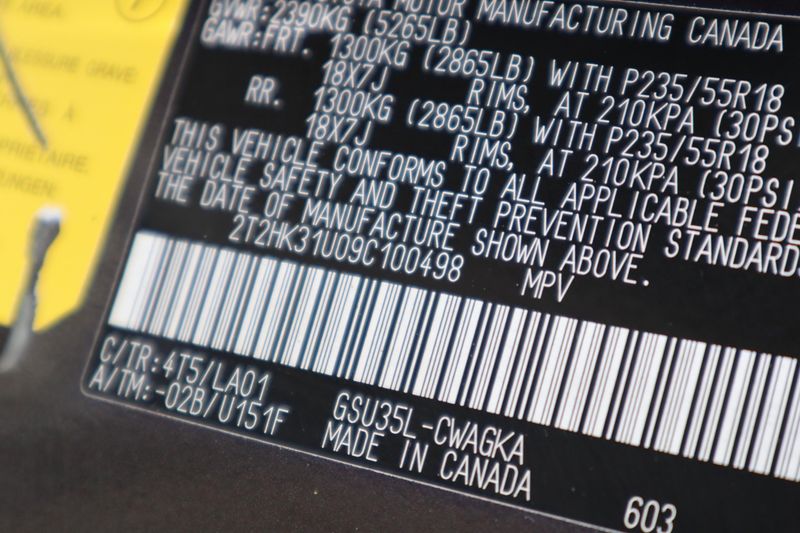 MOTOR MANUFACTURING CANADA
GVWR:2390KG (5265LB)
GAWR:FRT. 1300KG (2865LB) WITH P235/55R18
18X7J RIMS, AT 210KPA (30PSI
RR. 1300KG (2865LB) WITH P235/55R18
18X7J RIMS, AT 210KPA (30PSI,
THIS VEHICLE CONFORMS TO ALL APPLICABLE FEDE
VEHICLE SAFETY AND THEFT PREVENTION STANDARDS
THE DATE OF MANUFACTURE SHOWN ABOVE.
2T2HK31U09C100498 MPV
C/TR:4T5/LA01
A/TM:-02B/U151F
GSU35L-CWAGKA
MADE IN CANADA
603